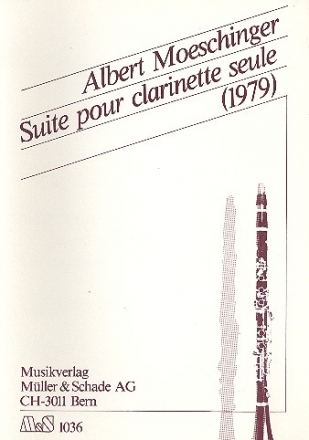 Albert Moeschinger
Suite pour clarinette seule
(1979)
Musikverlag
Müller & Schade AG
CH-3011 Bern
M&S 1036